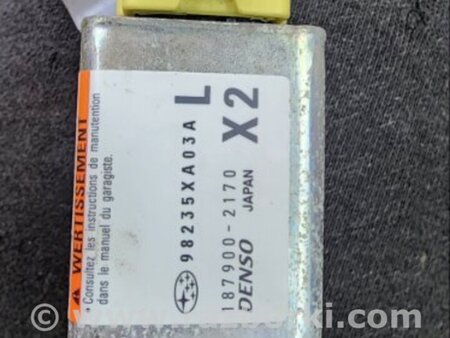 ⚠ AVERTISSEMENT
• Consultez les instructions de manutention
dans le manuel du garagiste.
98235XA03A L
187900-2170 X2
DENSO JAPAN